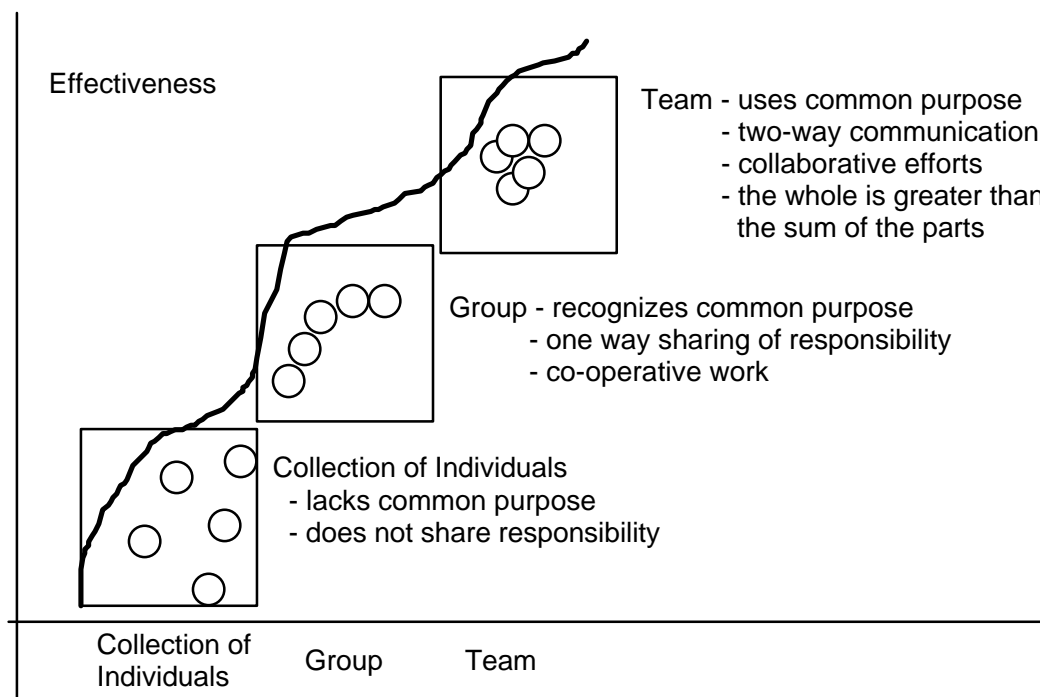 Effectiveness
Team - uses common purpose
- two-way communication
- collaborative efforts
- the whole is greater than
the sum of the parts
Group - recognizes common purpose
- one way sharing of responsibility
- co-operative work
Collection of Individuals
- lacks common purpose
- does not share responsibility
Collection of
Individuals
Group
Team